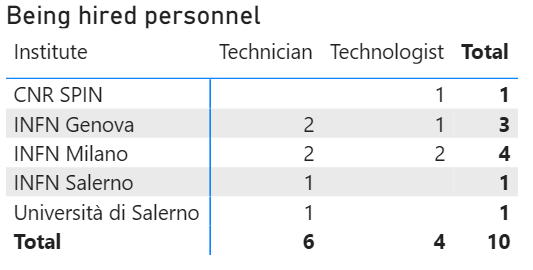 Being hired personnel
Institute Technician Technologist Total
CNR SPIN 1 1
INFN Genova 2 1 3
INFN Milano 2 2 4
INFN Salerno 1 1
Università di Salerno 1 1
Total 6 4 10